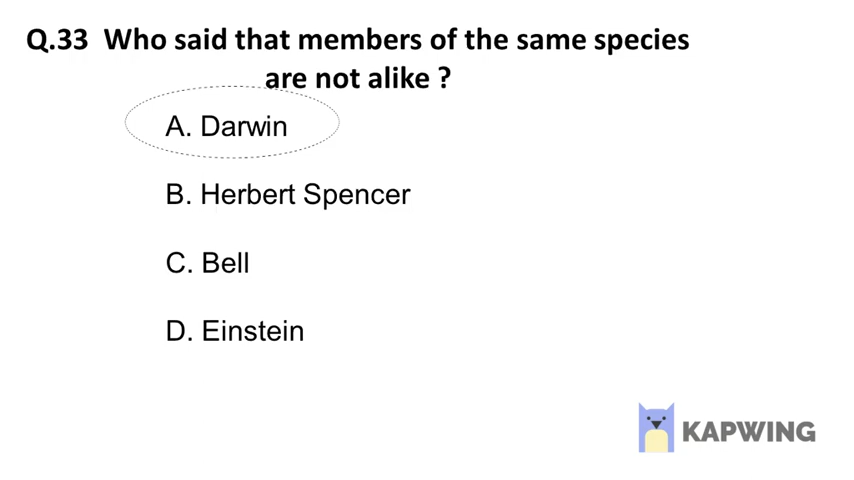 Q.33 Who said that members of the same species
are not alike ?
A. Darwin
B. Herbert Spencer
C. Bell
D. Einstein
KAPWING